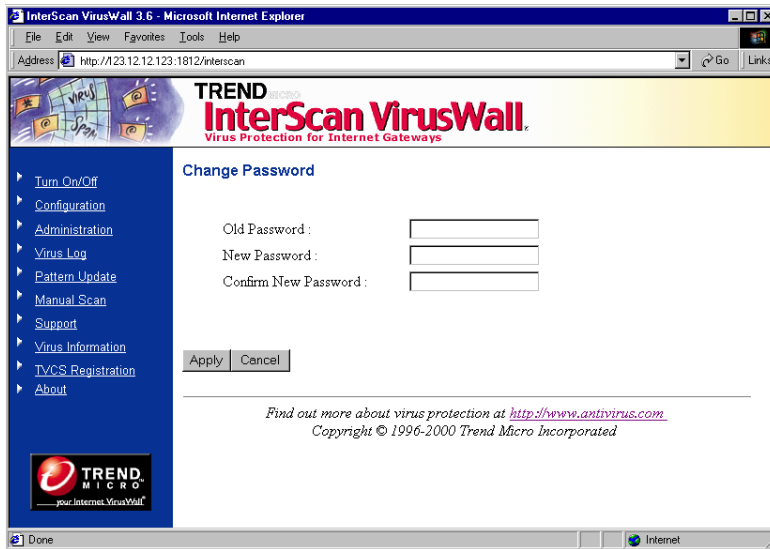 InterScan VirusWall 3.6 - Microsoft Internet Explorer
File Edit View Favorites Tools Help
Address http://123.12.12.123:1812/interscan Go Links
VIRUS
SPAM
TREND MICRO
InterScan VirusWall
Virus Protection for Internet Gateways
Change Password
Turn On/Off
Configuration
Administration
Virus Log
Pattern Update
Manual Scan
Support
Virus Information
TVCS Registration
About
Old Password :
New Password :
Confirm New Password :
Apply Cancel
Find out more about virus protection at http://www.antivirus.com
Copyright © 1996-2000 Trend Micro Incorporated
TREND
MICRO
your Internet VirusWall
Done Internet